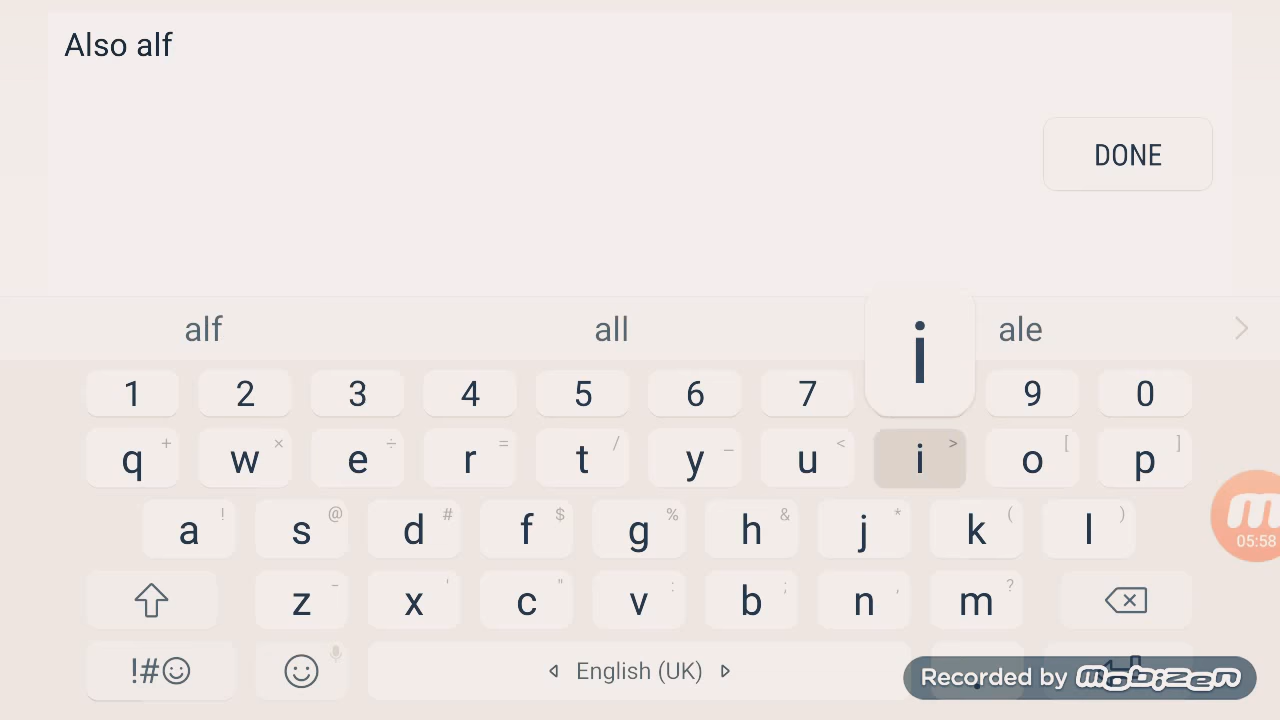 Also alf
DONE
alf all ale
i
1 2 3 4 5 6 7 9 0
q + w × e ÷ r = t / y _ u < i > o [ p ]
a ! s @ d # f $ g % h & j * k ( l )
z - x ' c " v : b ; n , m ?
!#☺ English (UK) .
05:58
Recorded by mobizen